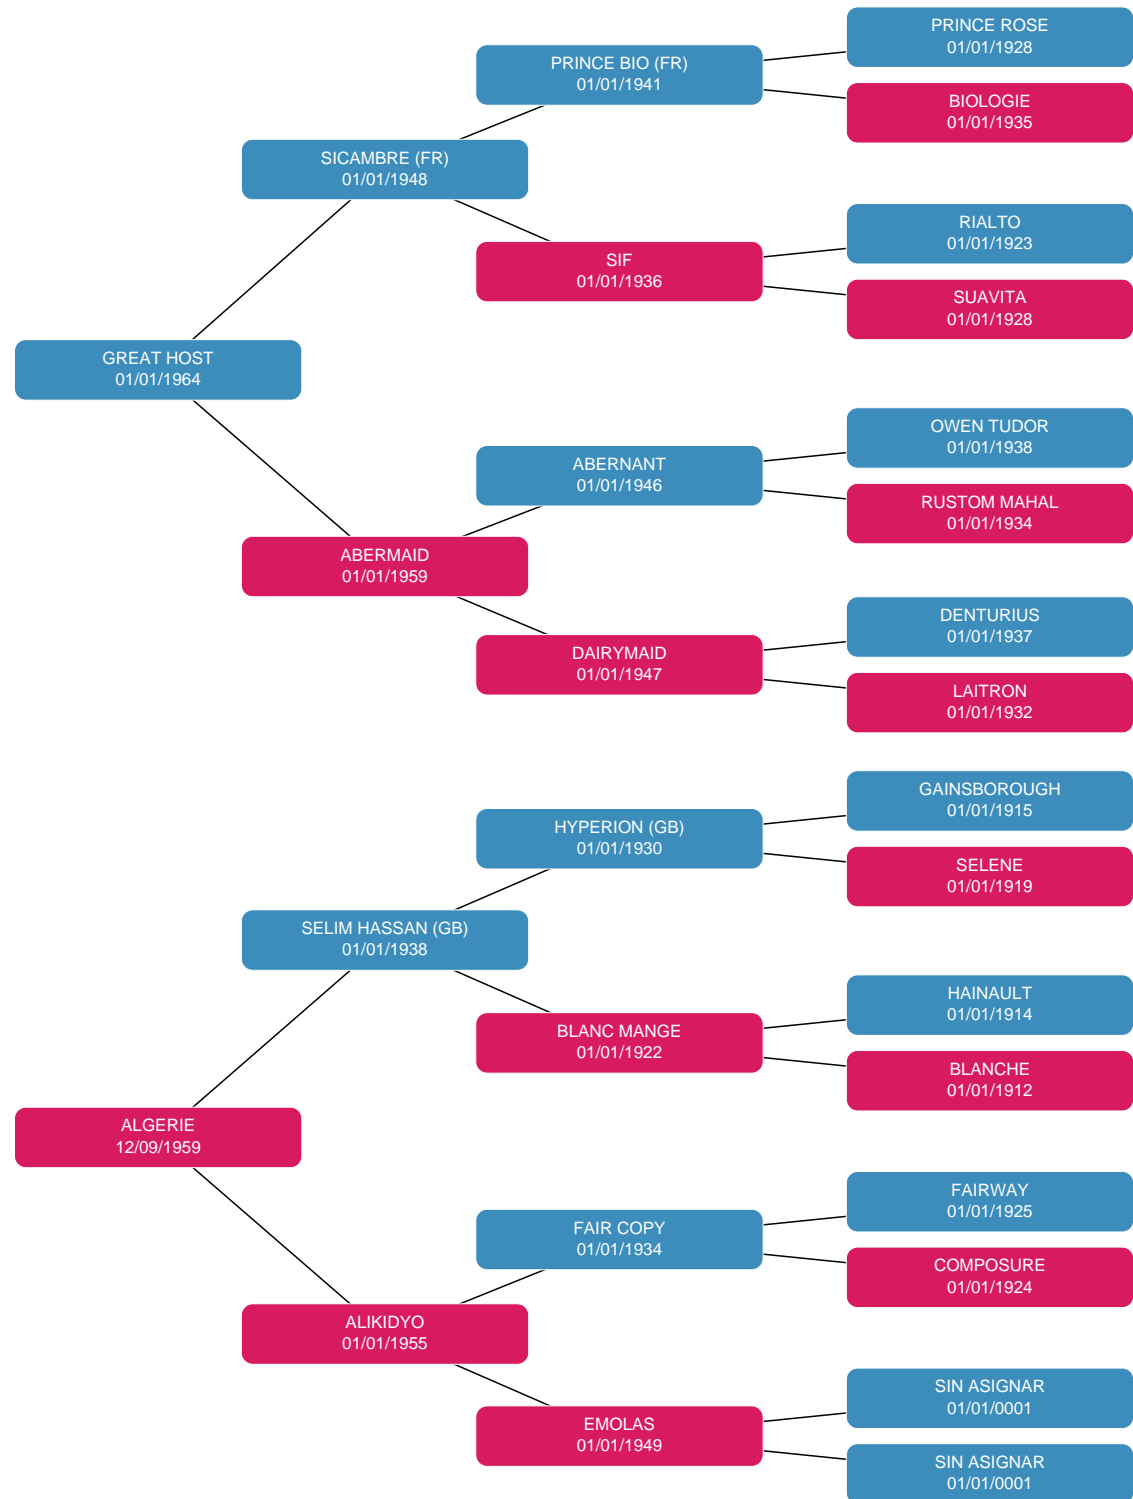 PRINCE ROSE
01/01/1928
PRINCE BIO (FR)
01/01/1941
BIOLOGIE
01/01/1935
SICAMBRE (FR)
01/01/1948
RIALTO
01/01/1923
SIF
01/01/1936
SUAVITA
01/01/1928
GREAT HOST
01/01/1964
OWEN TUDOR
01/01/1938
ABERNANT
01/01/1946
RUSTOM MAHAL
01/01/1934
ABERMAID
01/01/1959
DENTURIUS
01/01/1937
DAIRYMAID
01/01/1947
LAITRON
01/01/1932
GAINSBOROUGH
01/01/1915
HYPERION (GB)
01/01/1930
SELENE
01/01/1919
SELIM HASSAN (GB)
01/01/1938
HAINAULT
01/01/1914
BLANC MANGE
01/01/1922
BLANCHE
01/01/1912
ALGERIE
12/09/1959
FAIRWAY
01/01/1925
FAIR COPY
01/01/1934
COMPOSURE
01/01/1924
ALIKIDYO
01/01/1955
SIN ASIGNAR
01/01/0001
EMOLAS
01/01/1949
SIN ASIGNAR
01/01/0001